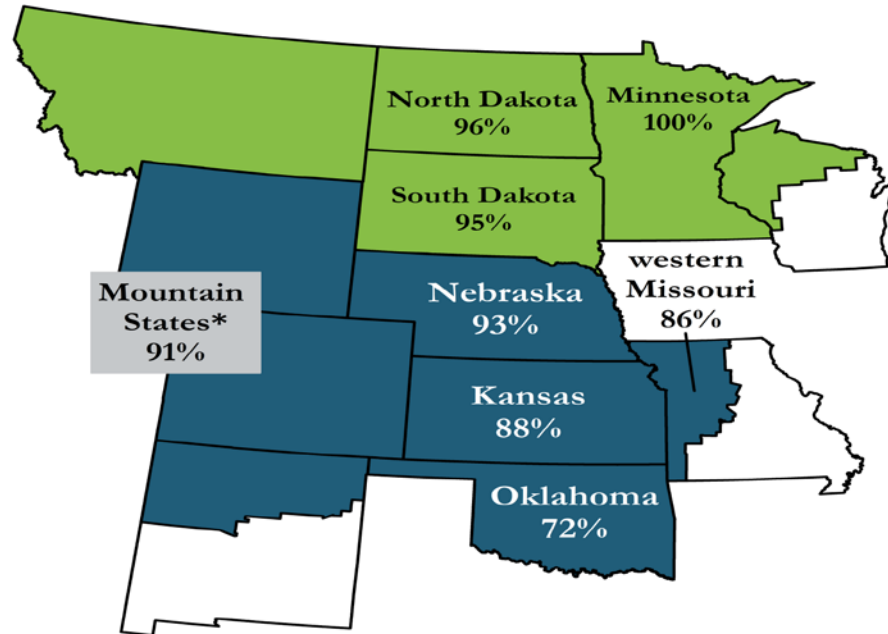 North Dakota
96%
Minnesota
100%
South Dakota
95%
western
Missouri
86%
Mountain
States*
91%
Nebraska
93%
Kansas
88%
Oklahoma
72%